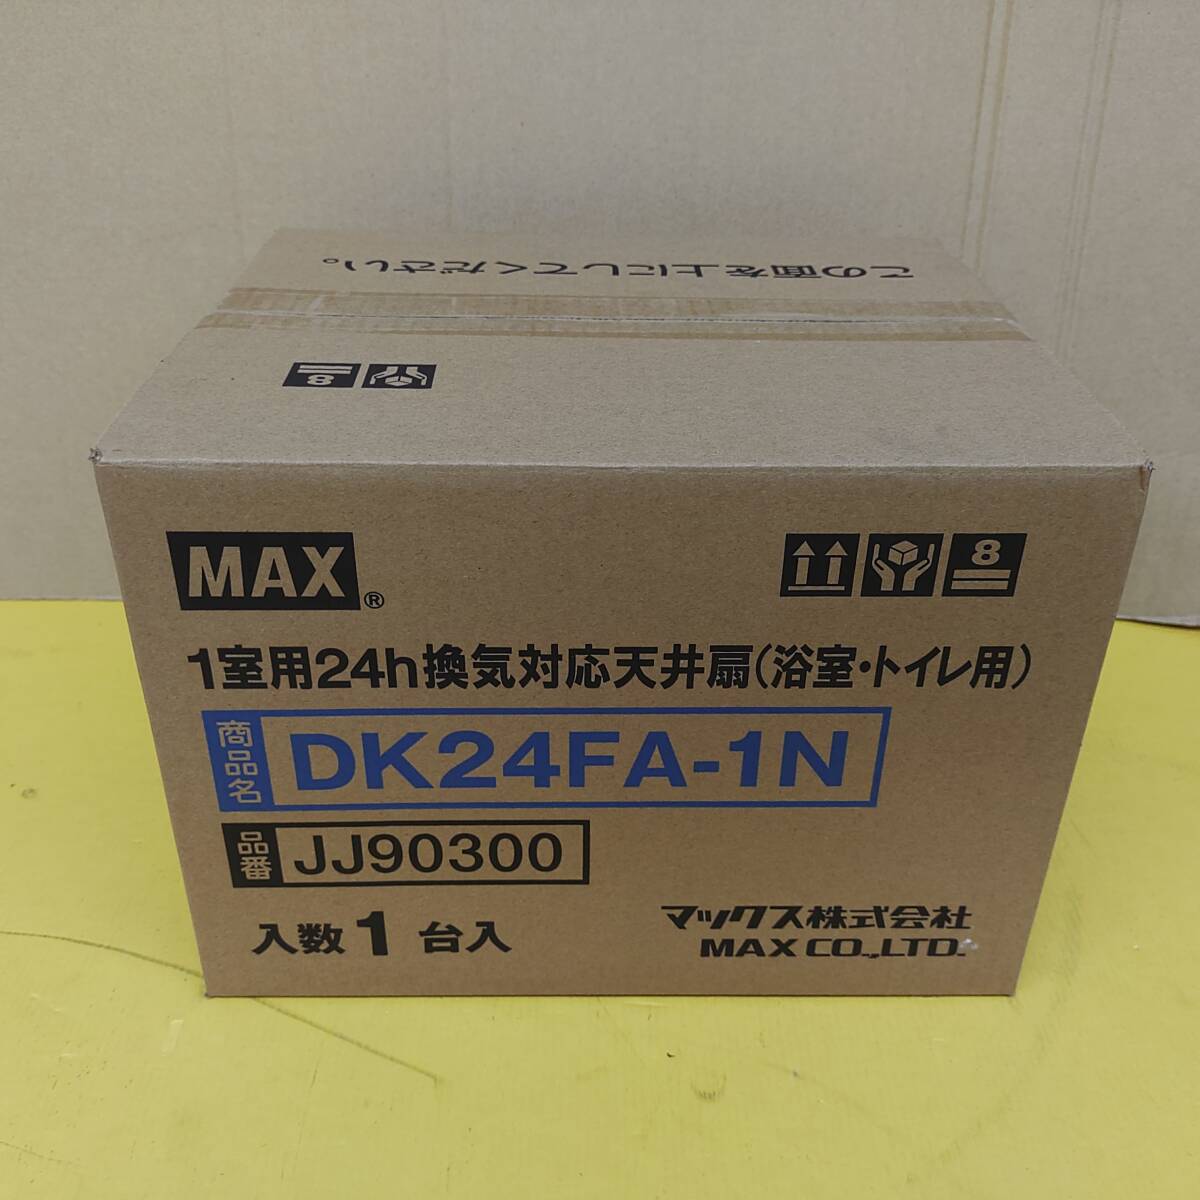 この面を上にしてください。
8
MAX®
8
1室用24h換気対応天井扇(浴室・トイレ用)
商品名 DK24FA-1N
品番 JJ90300
入数1台入
マックス株式会社
MAX CO.,LTD.